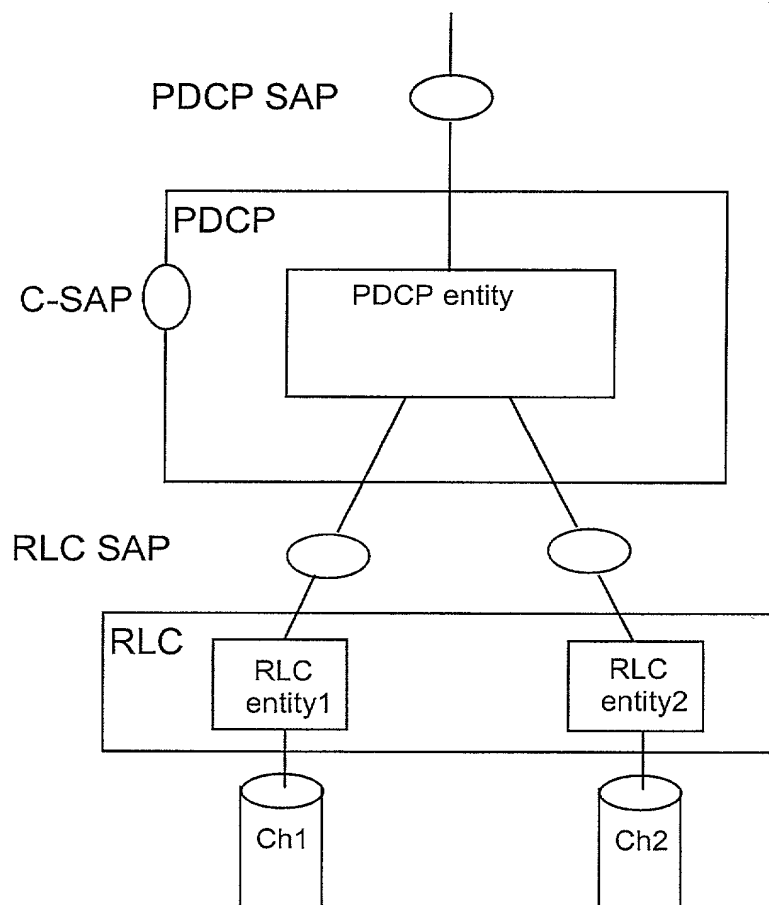 PDCP SAP
PDCP
C-SAP
PDCP entity
RLC SAP
RLC
RLC
entity1
RLC
entity2
Ch1
Ch2